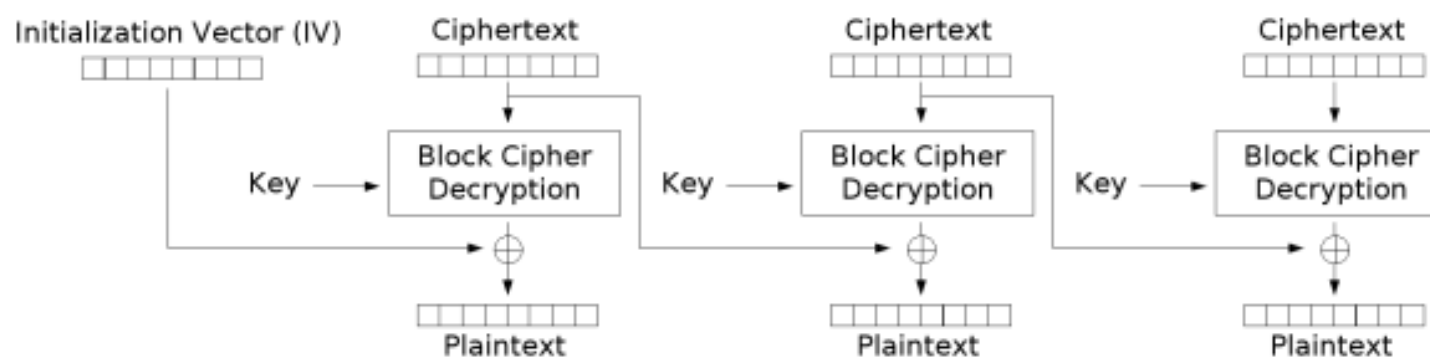 Initialization Vector (IV)
Ciphertext
Ciphertext
Ciphertext
Key
Block Cipher
Decryption
Key
Block Cipher
Decryption
Key
Block Cipher
Decryption
Plaintext
Plaintext
Plaintext